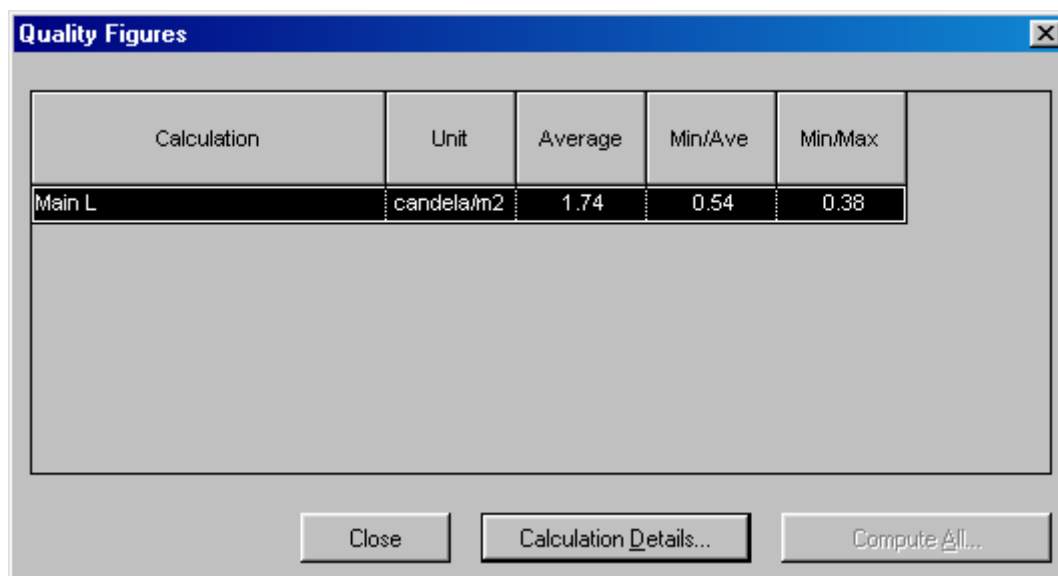 Quality Figures
Calculation Unit Average Min/Ave Min/Max
Main L candela/m2 1.74 0.54 0.38
Close Calculation Details... Compute All...